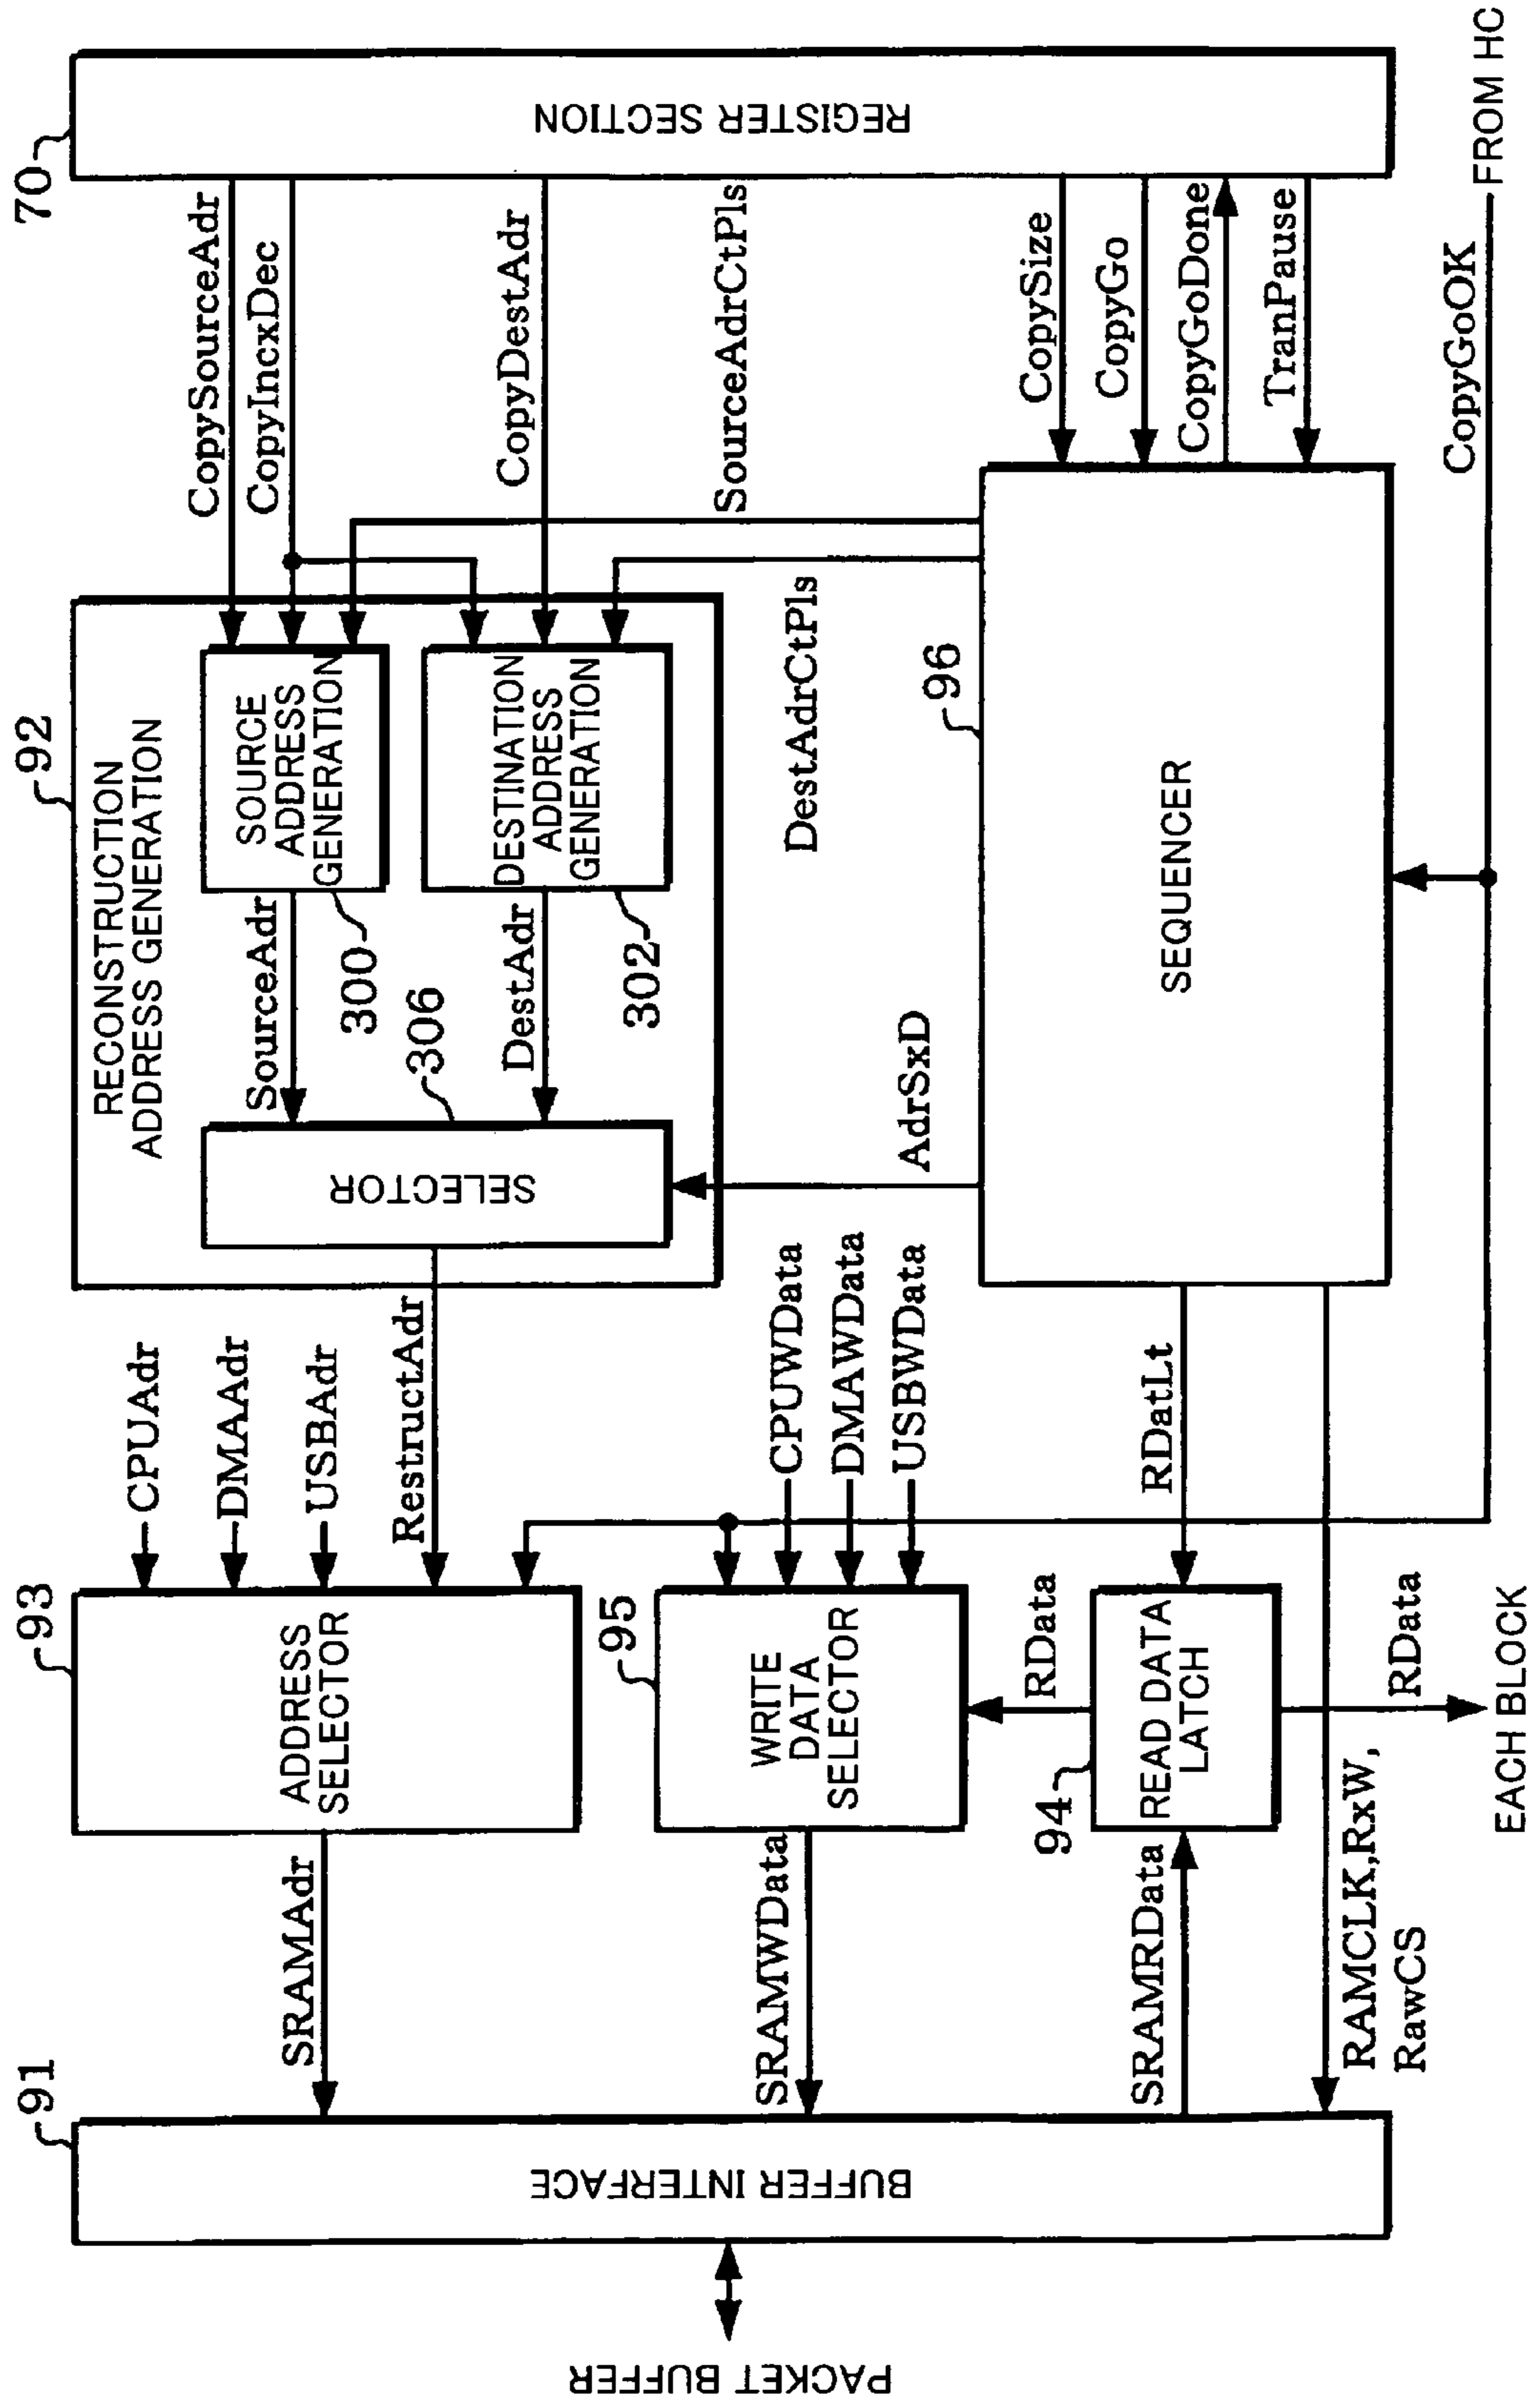 70
REGISTER SECTION
CopySourceAdr
CopyIncxDec
CopyDestAdr
SourceAdrCtPls
CopySize
CopyGo
CopyGoDone
TranPause
CopyGoOK
FROM HC
92
RECONSTRUCTION
ADDRESS GENERATION
SOURCE
ADDRESS
GENERATION
300
DESTINATION
ADDRESS
GENERATION
302
SourceAdr
DestAdr
306
SELECTOR
DestAdrCtPls
AdrSxD
96
SEQUENCER
CPUAdr
DMAAdr
USBAdr
RestructAdr
CPUWData
DMAWData
USBWData
RDatLt
93
ADDRESS
SELECTOR
95
WRITE
DATA
SELECTOR
RData
94
READ DATA
LATCH
RData
EACH BLOCK
SRAMAdr
SRAMWData
SRAMRData
RAMCLK,RxW,
RawCS
91
BUFFER INTERFACE
PACKET BUFFER